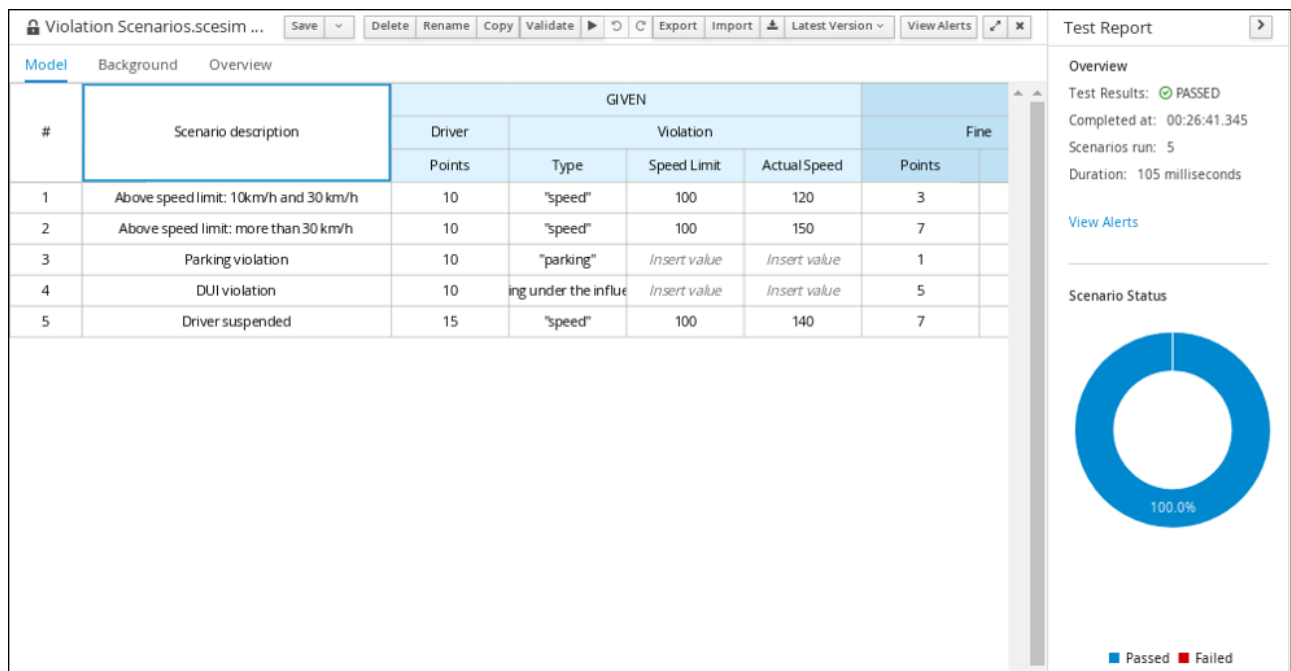 Violation Scenarios.scesim ... Save Delete Rename Copy Validate Export Import Latest Version View Alerts
Model Background Overview
# Scenario description GIVEN
Driver Violation Fine
Points Type Speed Limit Actual Speed Points
1 Above speed limit: 10km/h and 30 km/h 10 "speed" 100 120 3
2 Above speed limit: more than 30 km/h 10 "speed" 100 150 7
3 Parking violation 10 "parking" Insert value Insert value 1
4 DUI violation 10 ing under the influe Insert value Insert value 5
5 Driver suspended 15 "speed" 100 140 7
Test Report
Overview
Test Results: PASSED
Completed at: 00:26:41.345
Scenarios run: 5
Duration: 105 milliseconds
View Alerts
Scenario Status
100.0%
Passed Failed